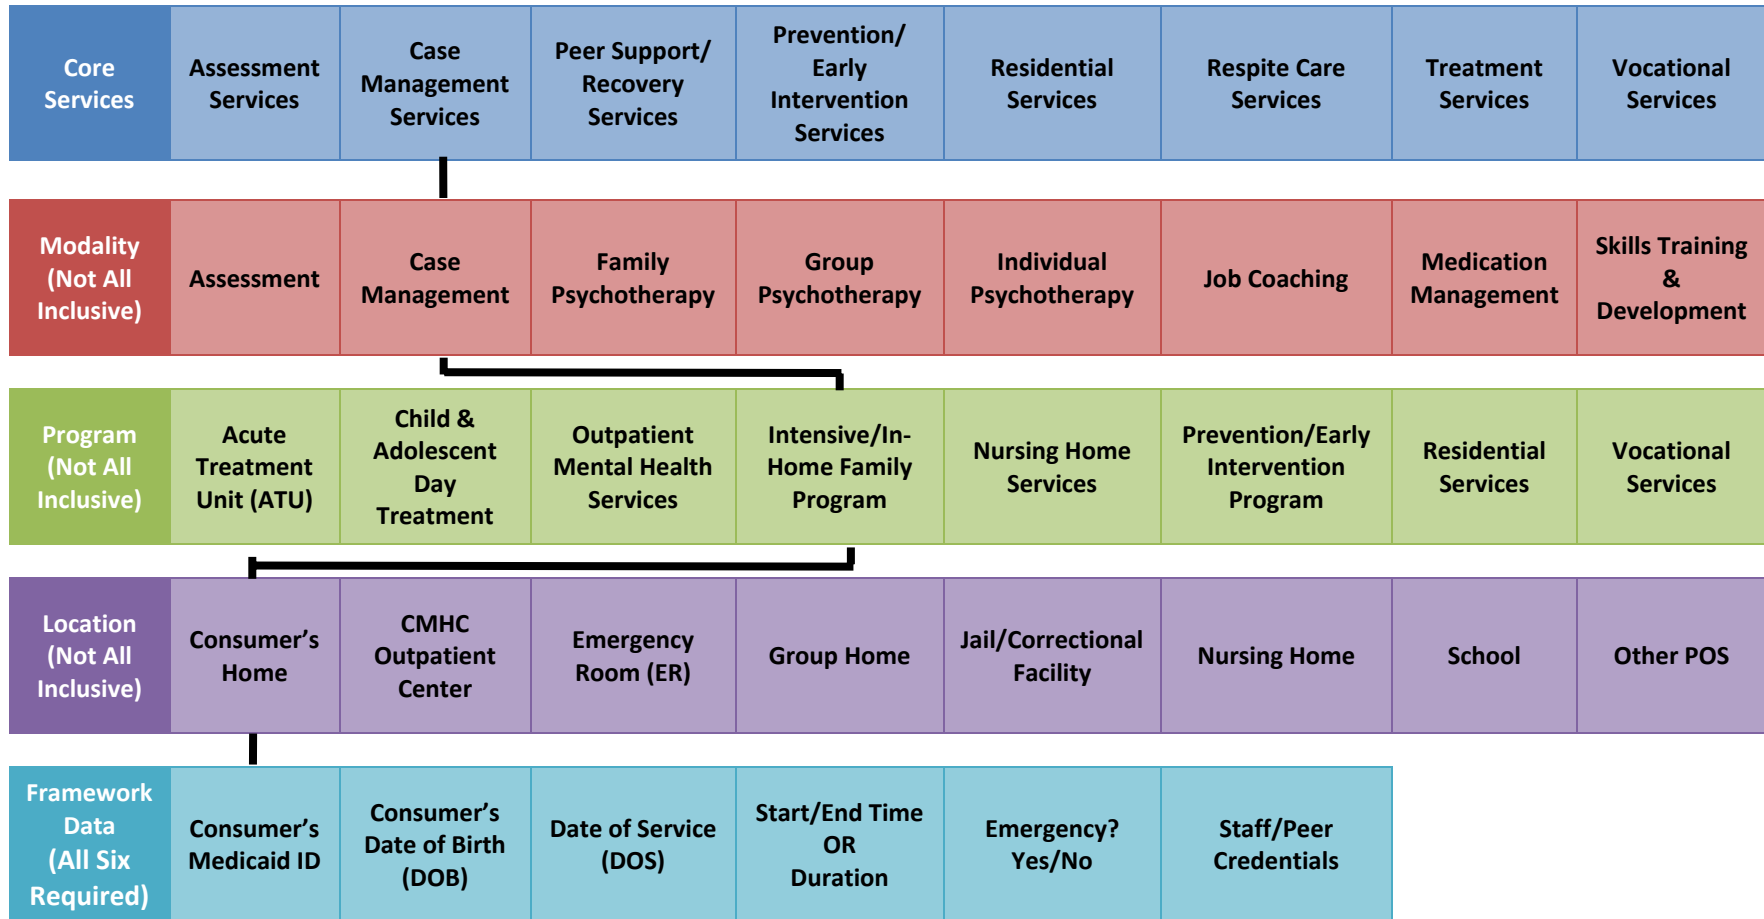 Core
Services
Assessment
Services
Case
Management
Services
Peer Support/
Recovery
Services
Prevention/
Early
Intervention
Services
Residential
Services
Respite Care
Services
Treatment
Services
Vocational
Services
Modality
(Not All
Inclusive)
Assessment
Case
Management
Family
Psychotherapy
Group
Psychotherapy
Individual
Psychotherapy
Job Coaching
Medication
Management
Skills Training
&
Development
Program
(Not All
Inclusive)
Acute
Treatment
Unit (ATU)
Child &
Adolescent
Day
Treatment
Outpatient
Mental Health
Services
Intensive/In-
Home Family
Program
Nursing Home
Services
Prevention/Early
Intervention
Program
Residential
Services
Vocational
Services
Location
(Not All
Inclusive)
Consumer’s
Home
CMHC
Outpatient
Center
Emergency
Room (ER)
Group Home
Jail/Correctional
Facility
Nursing Home
School
Other POS
Framework
Data
(All Six
Required)
Consumer’s
Medicaid ID
Consumer’s
Date of Birth
(DOB)
Date of Service
(DOS)
Start/End Time
OR
Duration
Emergency?
Yes/No
Staff/Peer
Credentials